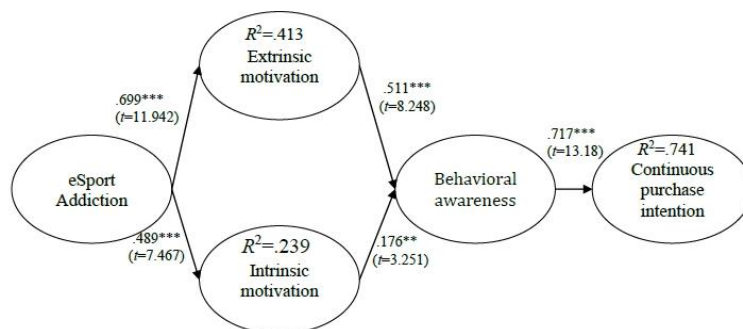 R²=.413
Extrinsic
motivation
.699***
(t=11.942)
.511***
(t=8.248)
eSport
Addiction
Behavioral
awareness
.717***
(t=13.18)
R²=.741
Continuous
purchase
intention
.489***
(t=7.467)
R²=.239
Intrinsic
motivation
.176**
(t=3.251)